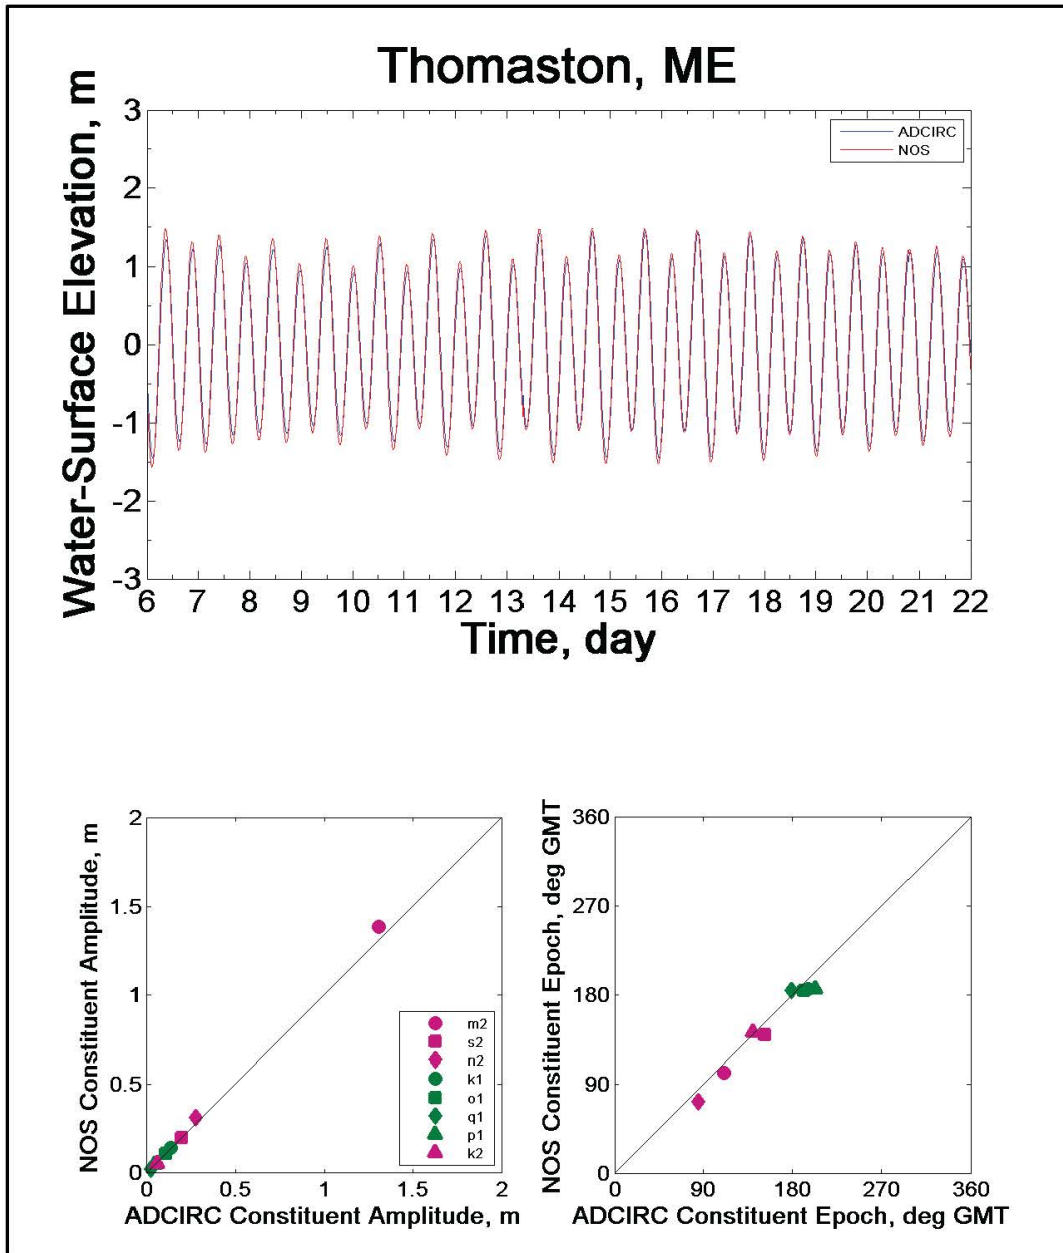 Thomaston, ME
Water-Surface Elevation, m
3
2
1
0
-1
-2
-3
ADCIRC
NOS
6 7 8 9 10 11 12 13 14 15 16 17 18 19 20 21 22
Time, day
NOS Constituent Amplitude, m
2
1.5
1
0.5
0
m2
s2
n2
k1
o1
q1
p1
k2
0 0.5 1 1.5 2
ADCIRC Constituent Amplitude, m
NOS Constituent Epoch, deg GMT
360
270
180
90
0
0 90 180 270 360
ADCIRC Constituent Epoch, deg GMT